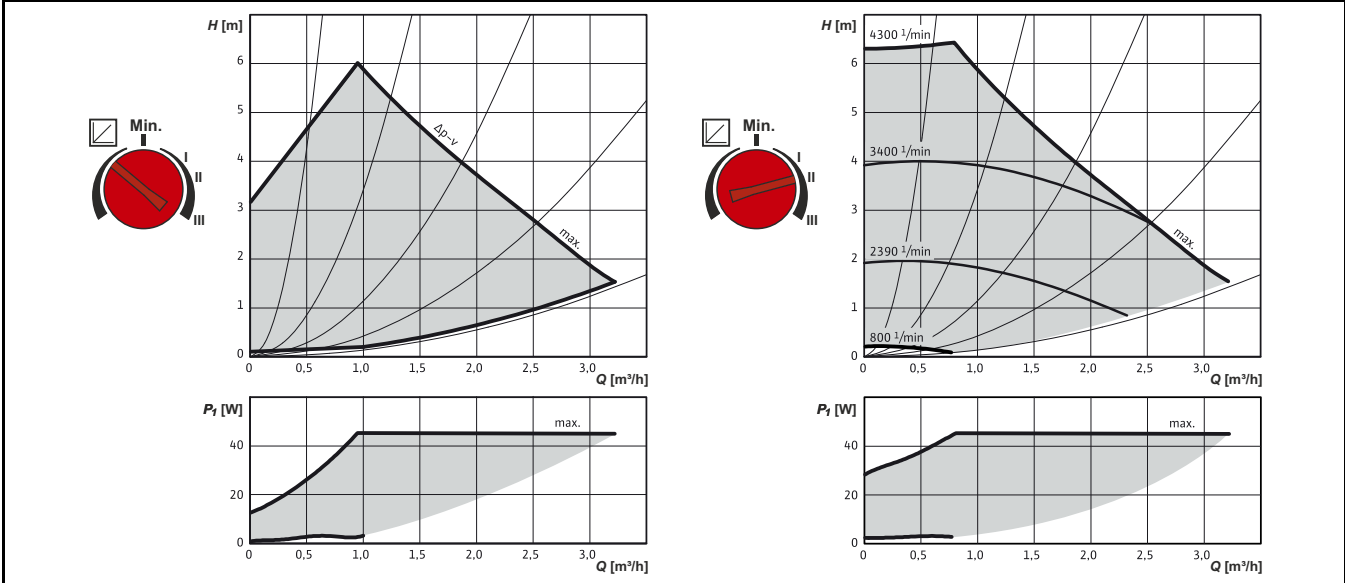 H [m]
6
5
4
3
2
1
0
0 0,5 1,0 1,5 2,0 2,5 3,0
Q [m³/h]
Δp-v
max.
Min.
I
II
III
P1 [W]
40
20
0
0 0,5 1,0 1,5 2,0 2,5 3,0
Q [m³/h]
max.
H [m]
6
5
4
3
2
1
0
0 0,5 1,0 1,5 2,0 2,5 3,0
Q [m³/h]
4300 1/min
3400 1/min
2390 1/min
800 1/min
max.
Min.
I
II
III
P1 [W]
40
20
0
0 0,5 1,0 1,5 2,0 2,5 3,0
Q [m³/h]
max.